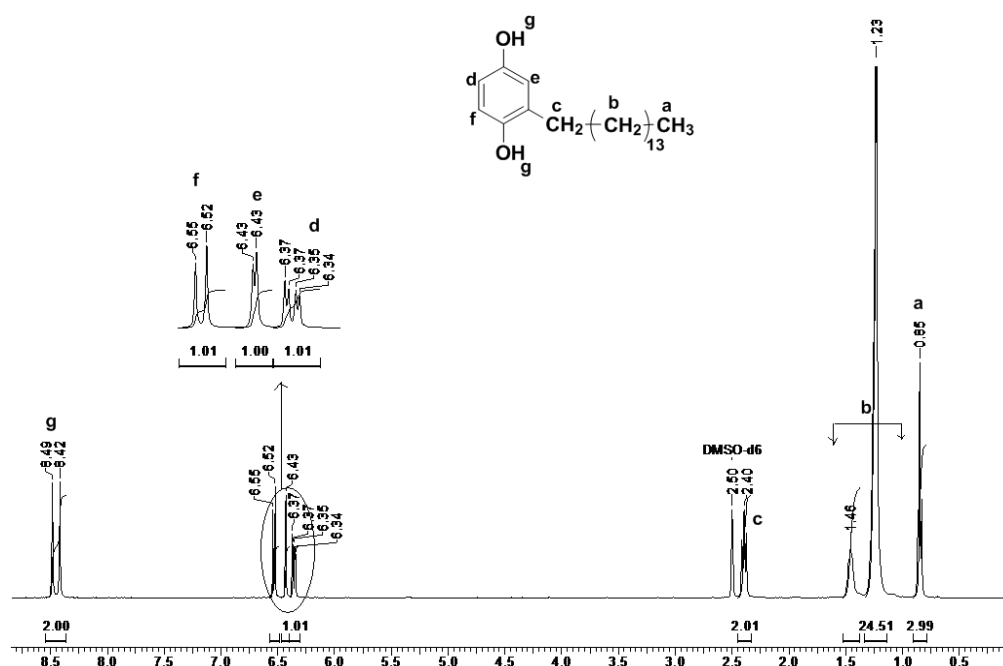 g
OH
d
e
f
c
b
a
CH2
(
CH2
)
13
CH3
OH
g
1.23
f
e
d
6.55
6.52
6.43
6.43
6.37
6.37
6.35
6.34
1.01
1.00
1.01
a
0.85
b
g
8.49
8.42
6.55
6.52
6.43
6.37
6.37
6.35
6.34
DMSO-d6
2.50
2.40
c
1.46
2.00
1.01
2.01
24.51
2.99
8.5
8.0
7.5
7.0
6.5
6.0
5.5
5.0
4.5
4.0
3.5
3.0
2.5
2.0
1.5
1.0
0.5